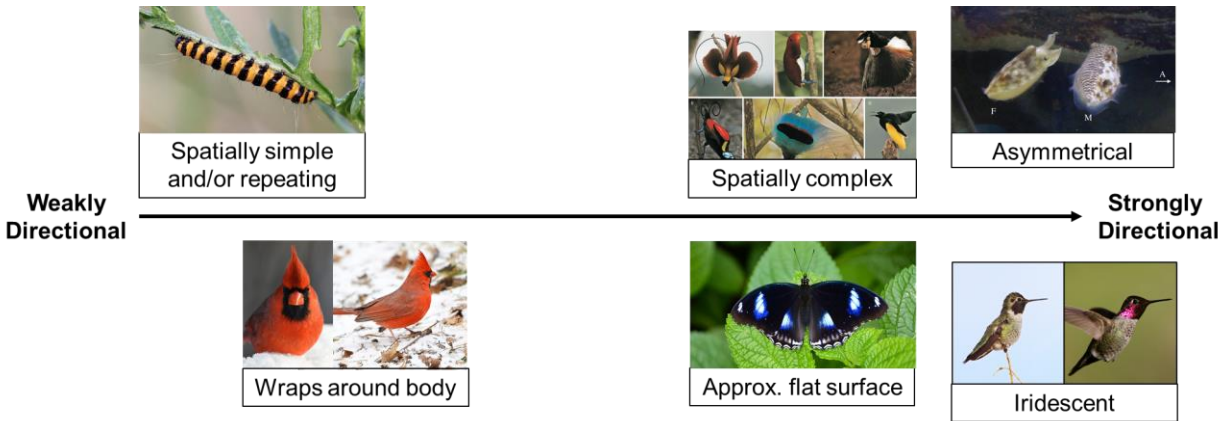 Spatially simple
and/or repeating
Spatially complex
Asymmetrical
F
M
A
Weakly
Directional
Strongly
Directional
Wraps around body
Approx. flat surface
Iridescent